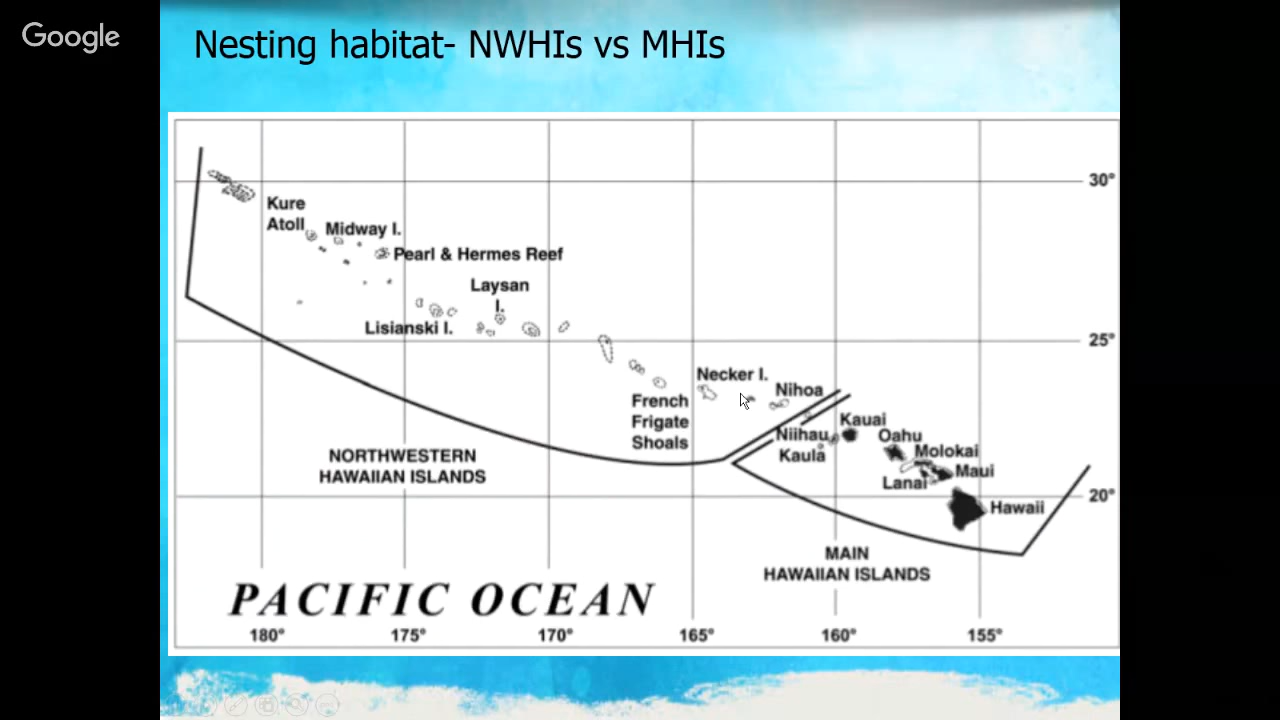 Google
Nesting habitat- NWHIs vs MHIs
30°
Kure
Atoll
Midway I.
Pearl & Hermes Reef
Laysan
I.
Lisianski I.
25°
Necker I.
Nihoa
French
Frigate
Shoals
Kauai
Niihau
Kaula
Oahu
Molokai
Maui
Lanai
20°
Hawaii
NORTHWESTERN
HAWAIIAN ISLANDS
MAIN
HAWAIIAN ISLANDS
PACIFIC OCEAN
180°
175°
170°
165°
160°
155°